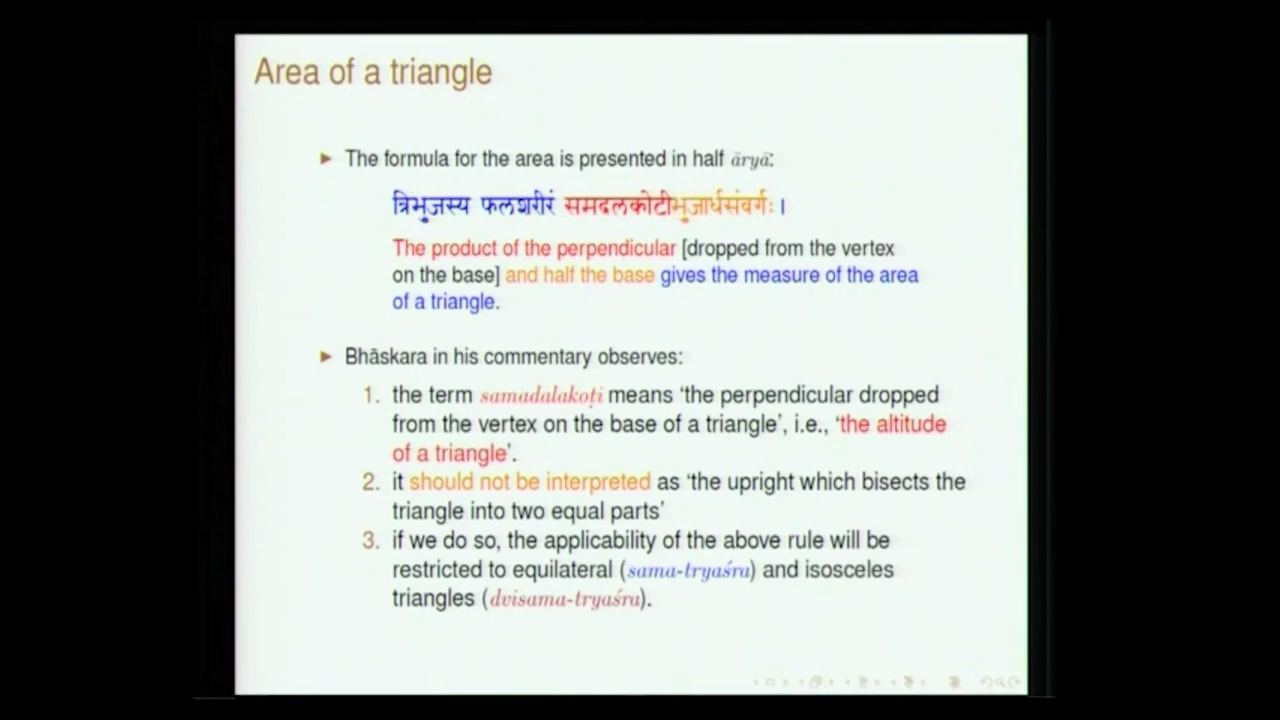 Area of a triangle
► The formula for the area is presented in half āryā:
त्रिभुजस्य फलशरीरं समदलकोटीभुजार्धसंवर्गः ।
The product of the perpendicular [dropped from the vertex
on the base] and half the base gives the measure of the area
of a triangle.
► Bhāskara in his commentary observes:
1. the term samadalakoṭi means ‘the perpendicular dropped
from the vertex on the base of a triangle’, i.e., ‘the altitude
of a triangle’.
2. it should not be interpreted as ‘the upright which bisects the
triangle into two equal parts’
3. if we do so, the applicability of the above rule will be
restricted to equilateral (sama-tryaśra) and isosceles
triangles (dvisama-tryaśra).